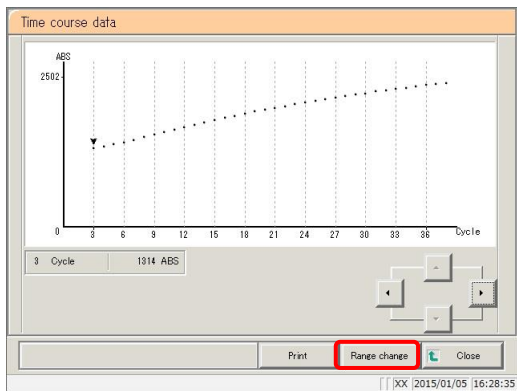 Time course data
ABS
2502
0 3 6 9 12 15 18 21 24 27 30 33 36 Cycle
3 Cycle 1314 ABS
Print Range change Close
XX 2015/01/05 16:28:35